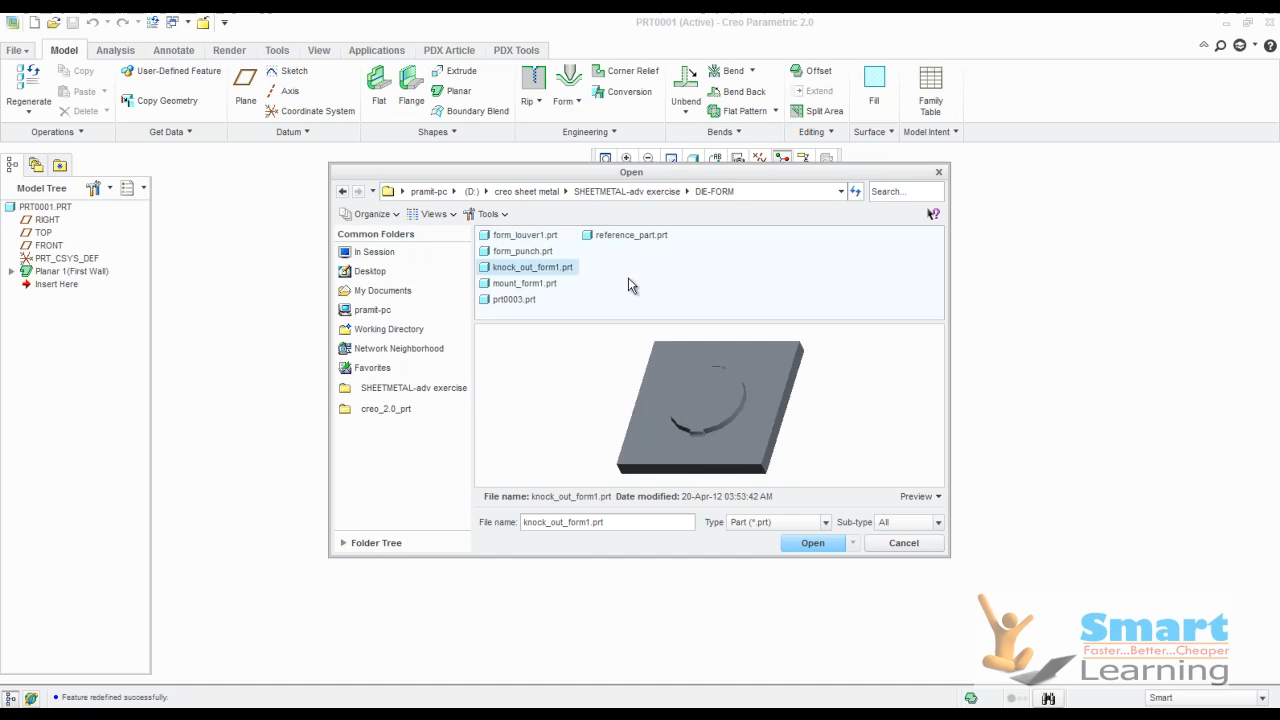 PRT0001 (Active) - Creo Parametric 2.0
File Model Analysis Annotate Render Tools View Applications PDX Article PDX Tools
Regenerate
Copy
Paste
Delete
User-Defined Feature
Copy Geometry
Plane
Sketch
Axis
Coordinate System
Flat
Flange
Extrude
Planar
Boundary Blend
Rip
Form
Corner Relief
Conversion
Unbend
Bend
Bend Back
Flat Pattern
Offset
Extend
Split Area
Fill
Family
Table
Operations Get Data Datum Shapes Engineering Bends Editing Surface Model Intent
Model Tree
PRT0001.PRT
RIGHT
TOP
FRONT
PRT_CSYS_DEF
Planar 1(First Wall)
Insert Here
Open
pramit-pc (D:) creo sheet metal SHEETMETAL-adv exercise DIE-FORM Search...
Organize Views Tools
Common Folders
In Session
Desktop
My Documents
pramit-pc
Working Directory
Network Neighborhood
Favorites
SHEETMETAL-adv exercise
creo_2.0_prt
Folder Tree
form_louver1.prt reference_part.prt
form_punch.prt
knock_out_form1.prt
mount_form1.prt
prt0003.prt
File name: knock_out_form1.prt Date modified: 20-Apr-12 03:53:42 AM Preview
File name: knock_out_form1.prt Type Part (*.prt) Sub-type All
Open Cancel
Smart
Faster...Better...Cheaper
Learning
Feature redefined successfully.
Smart